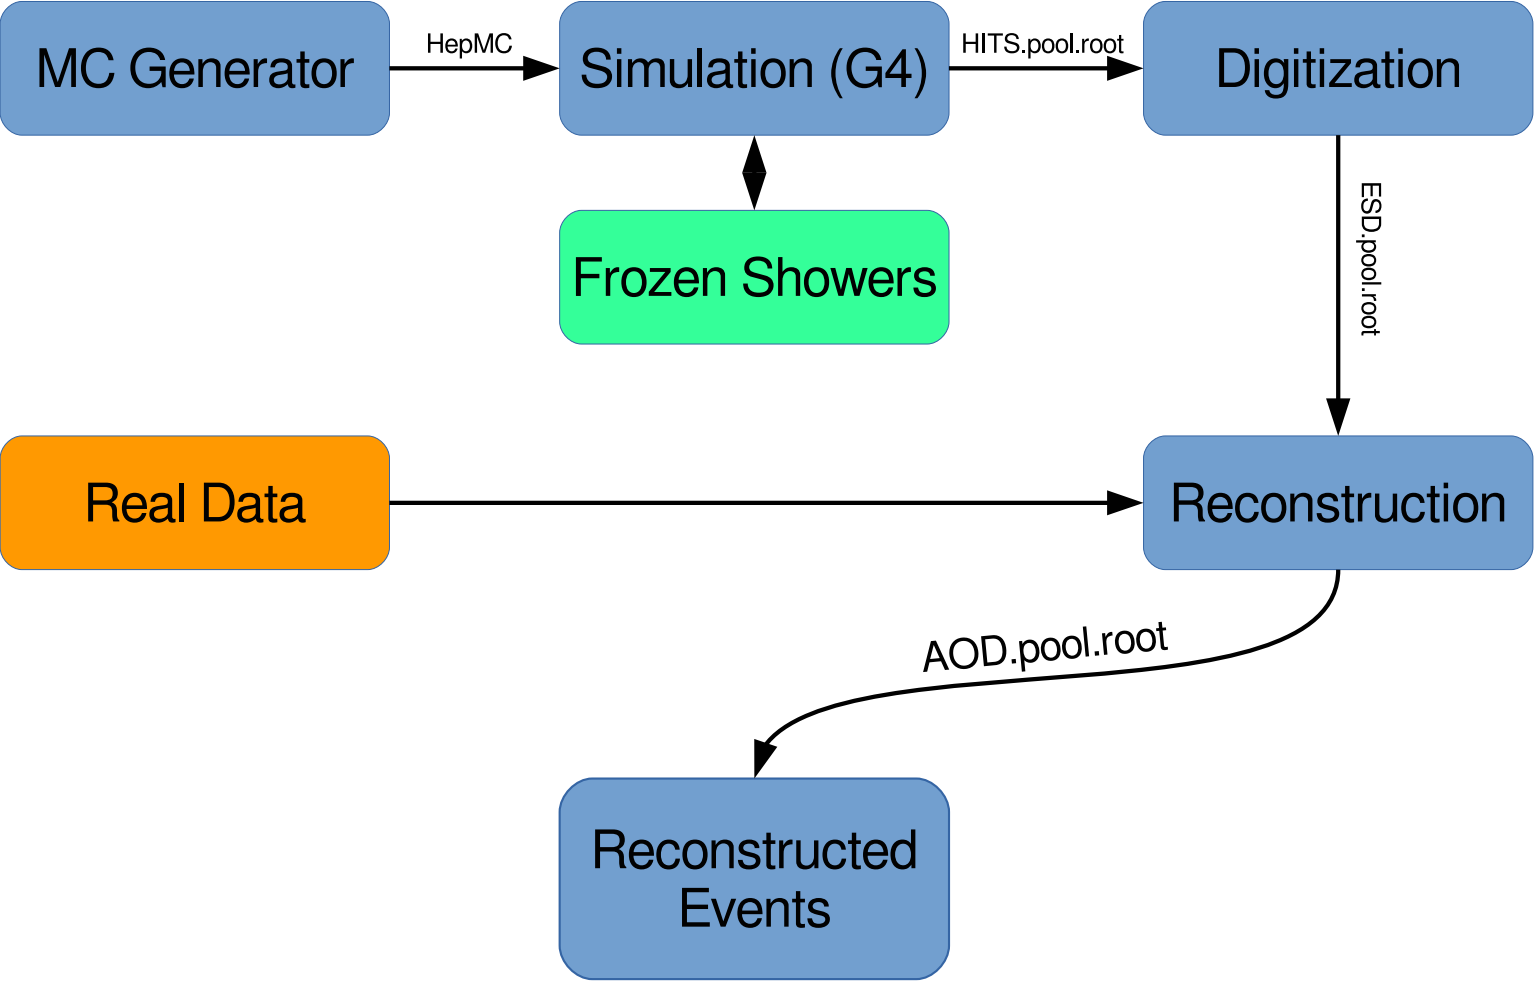 MC Generator
HepMC
Simulation (G4)
HITS.pool.root
Digitization
Frozen Showers
ESD.pool.root
Real Data
Reconstruction
AOD.pool.root
Reconstructed
Events